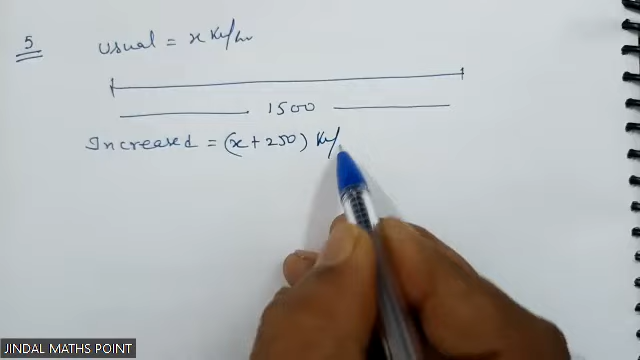 5
usual = x Km/hr
1500
Increased = (x + 250) Km/
JINDAL MATHS POINT